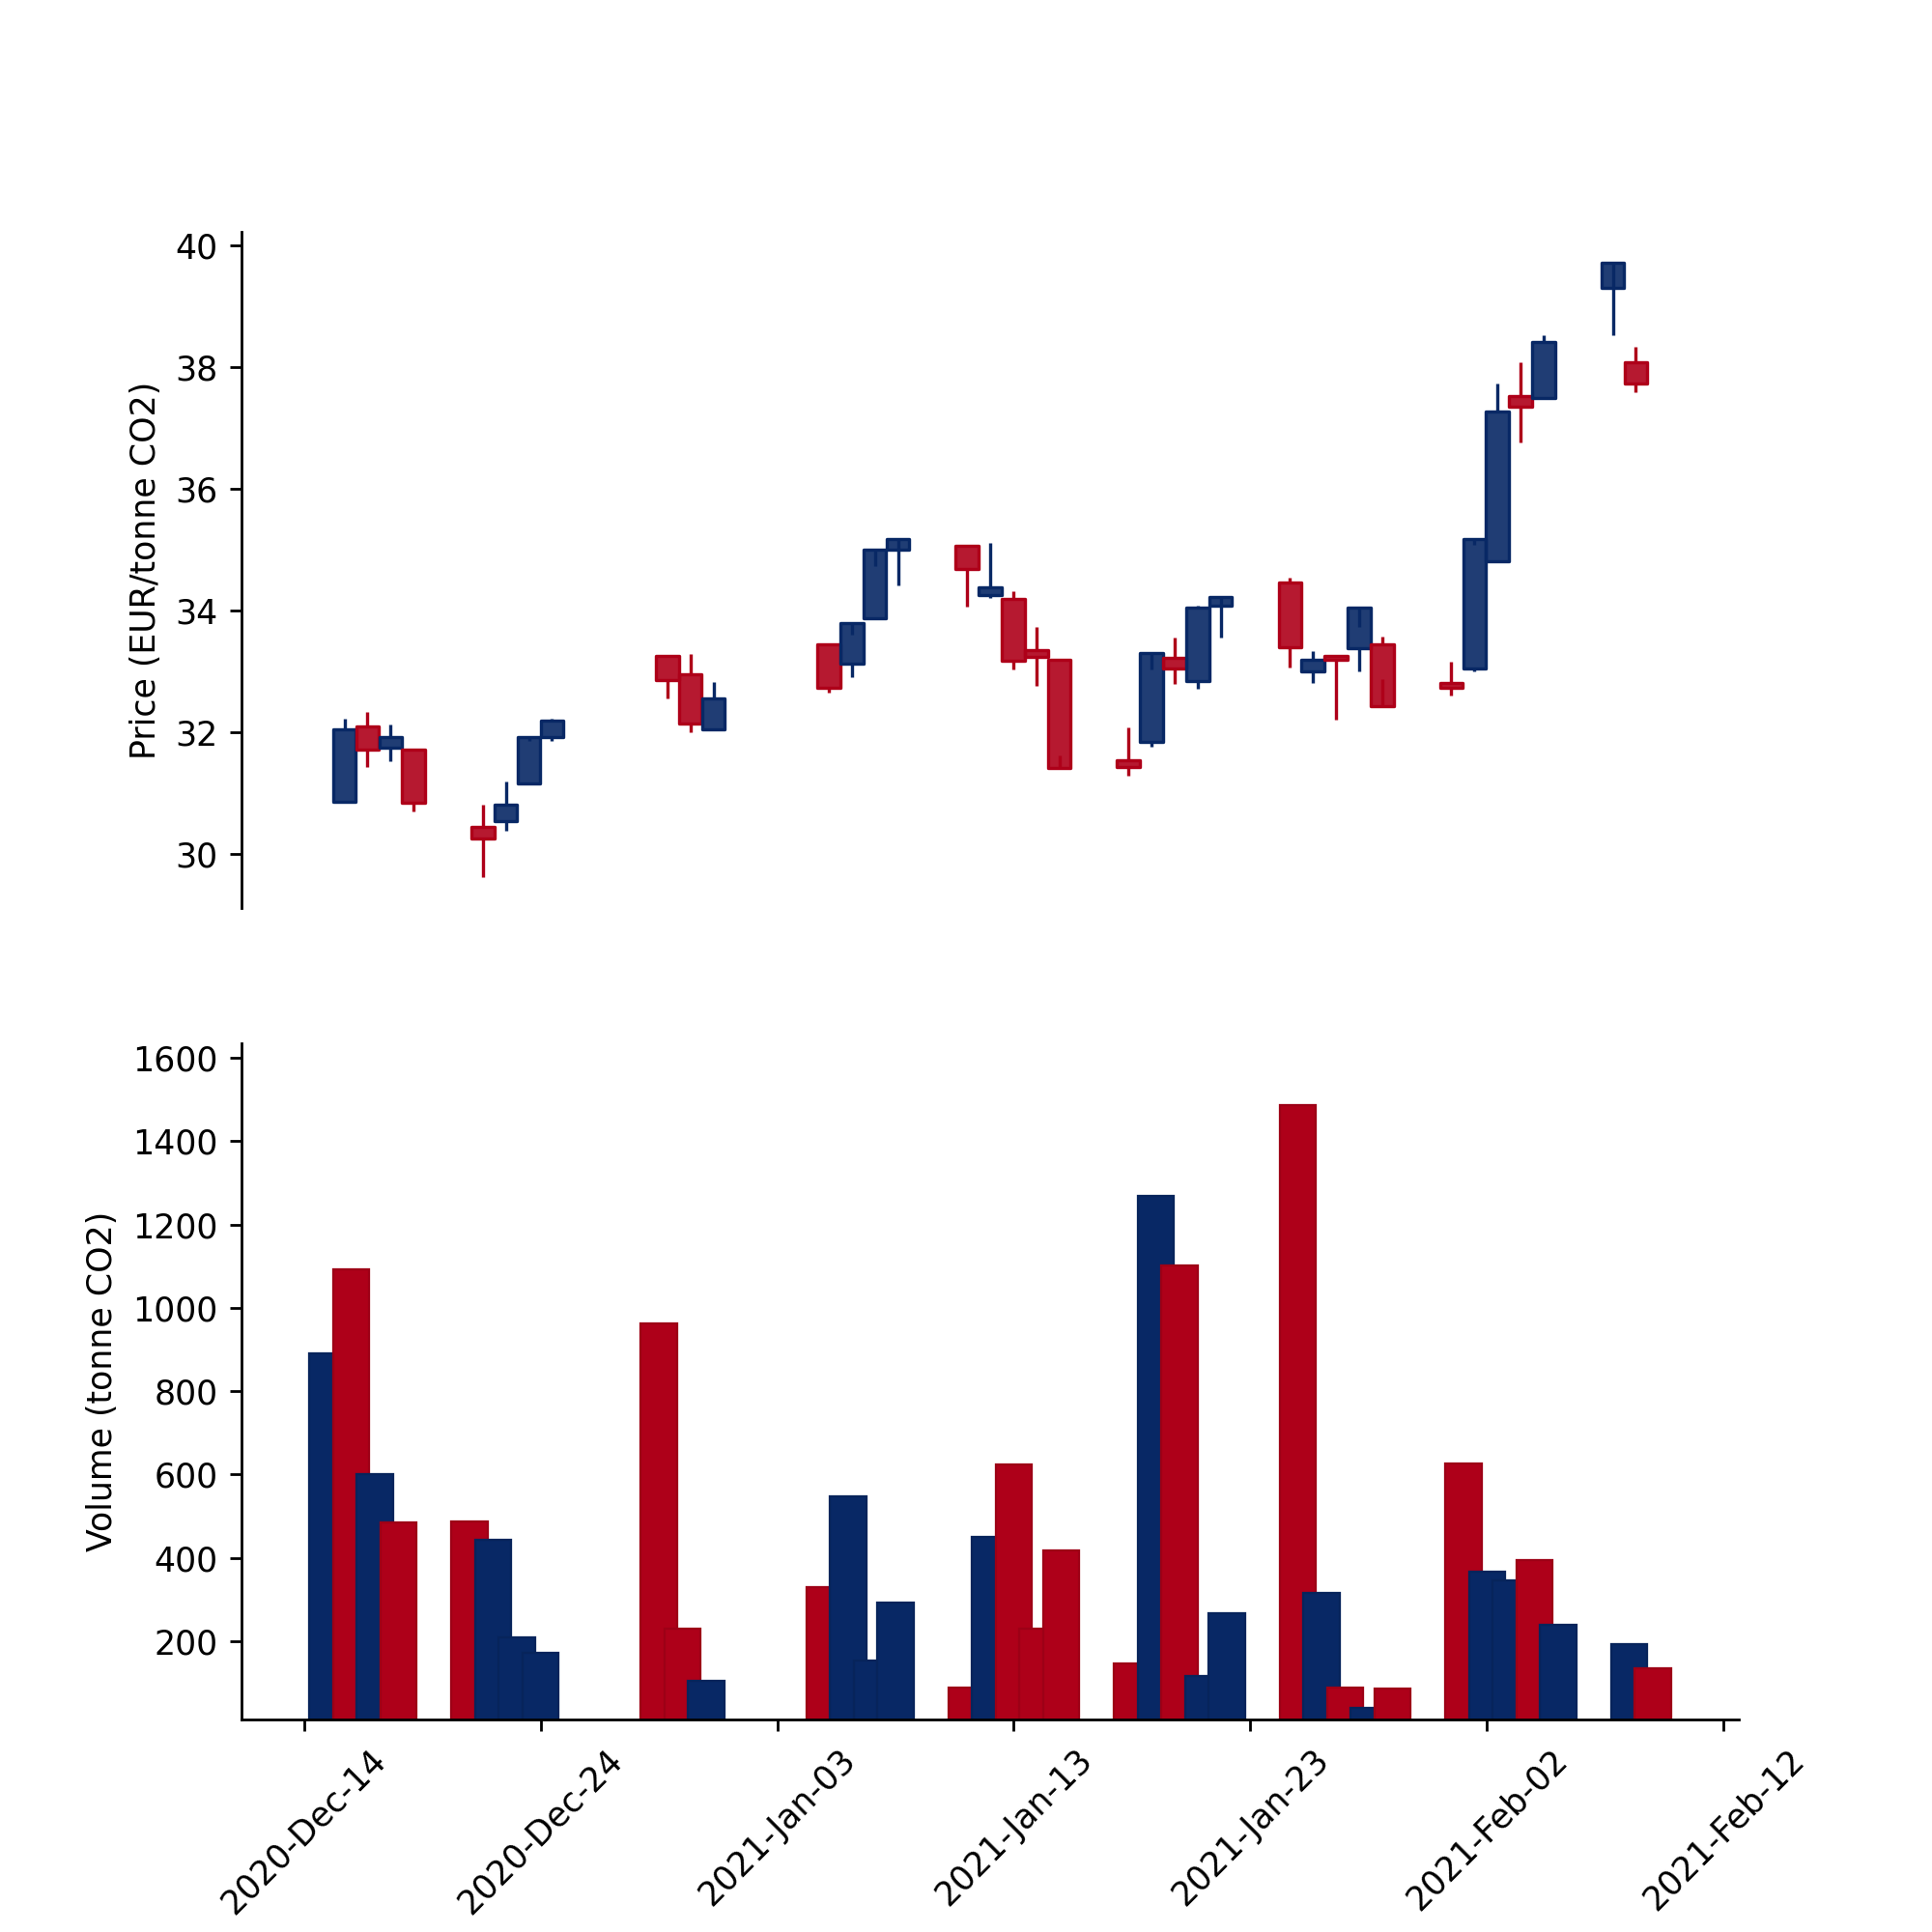 40
38
36
34
32
30
Price (EUR/tonne CO2)
1600
1400
1200
1000
800
600
400
200
Volume (tonne CO2)
2020-Dec-14
2020-Dec-24
2021-Jan-03
2021-Jan-13
2021-Jan-23
2021-Feb-02
2021-Feb-12